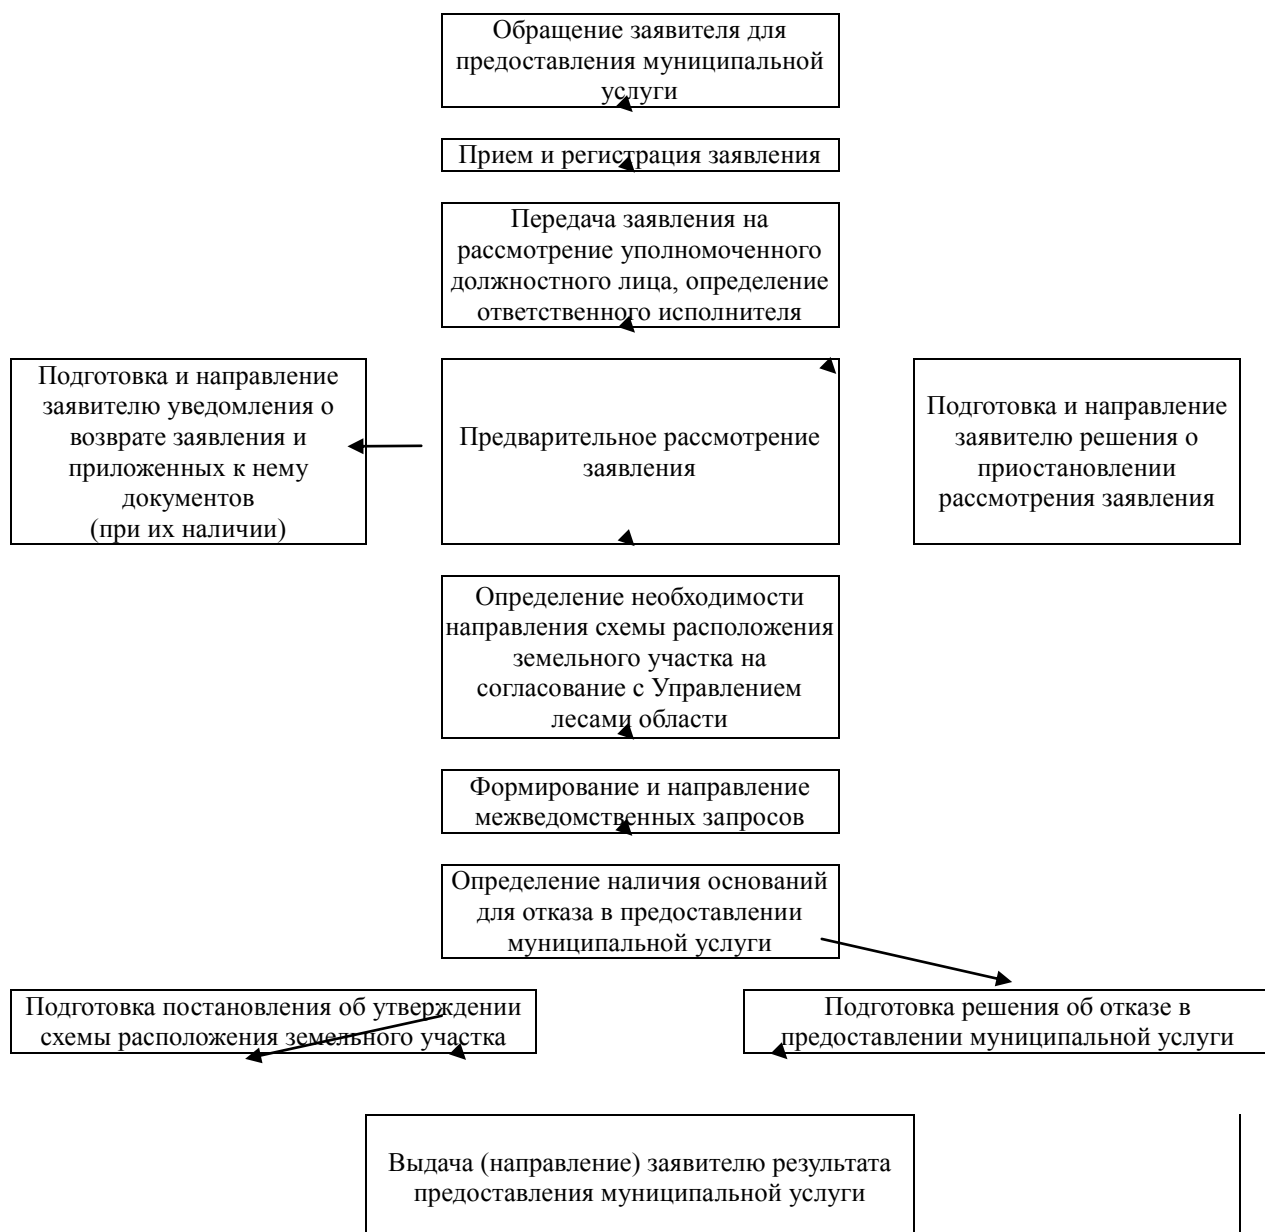 Обращение заявителя для
предоставления муниципальной
услуги
Прием и регистрация заявления
Передача заявления на
рассмотрение уполномоченного
должностного лица, определение
ответственного исполнителя
Подготовка и направление
заявителю уведомления о
возврате заявления и
приложенных к нему
документов
(при их наличии)
Предварительное рассмотрение
заявления
Подготовка и направление
заявителю решения о
приостановлении
рассмотрения заявления
Определение необходимости
направления схемы расположения
земельного участка на
согласование с Управлением
лесами области
Формирование и направление
межведомственных запросов
Определение наличия оснований
для отказа в предоставлении
муниципальной услуги
Подготовка постановления об утверждении
схемы расположения земельного участка
Подготовка решения об отказе в
предоставлении муниципальной услуги
Выдача (направление) заявителю результата
предоставления муниципальной услуги